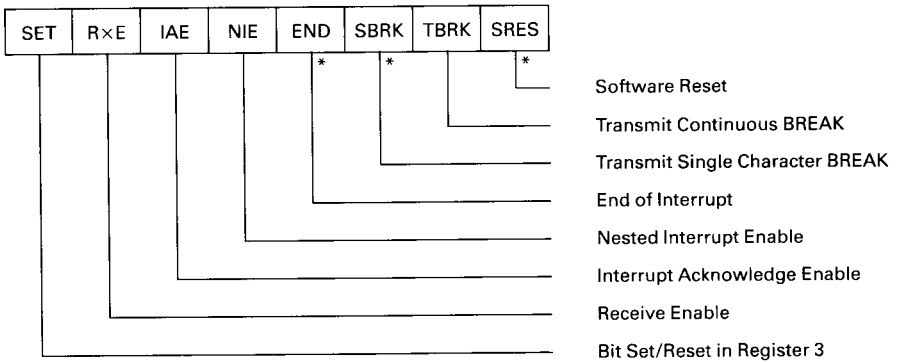 SET R×E IAE NIE END SBRK TBRK SRES
* * *
Software Reset
Transmit Continuous BREAK
Transmit Single Character BREAK
End of Interrupt
Nested Interrupt Enable
Interrupt Acknowledge Enable
Receive Enable
Bit Set/Reset in Register 3